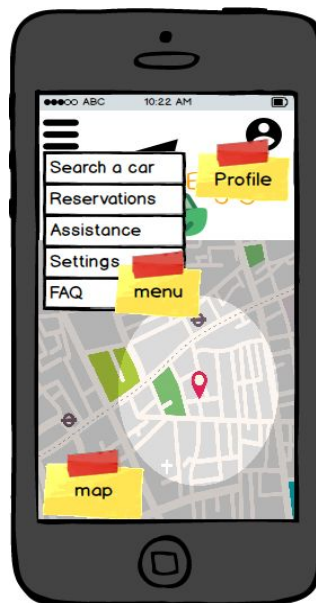 ABC 10:22 AM
Search a car
Profile
Reservations
Assistance
Settings
menu
FAQ
map